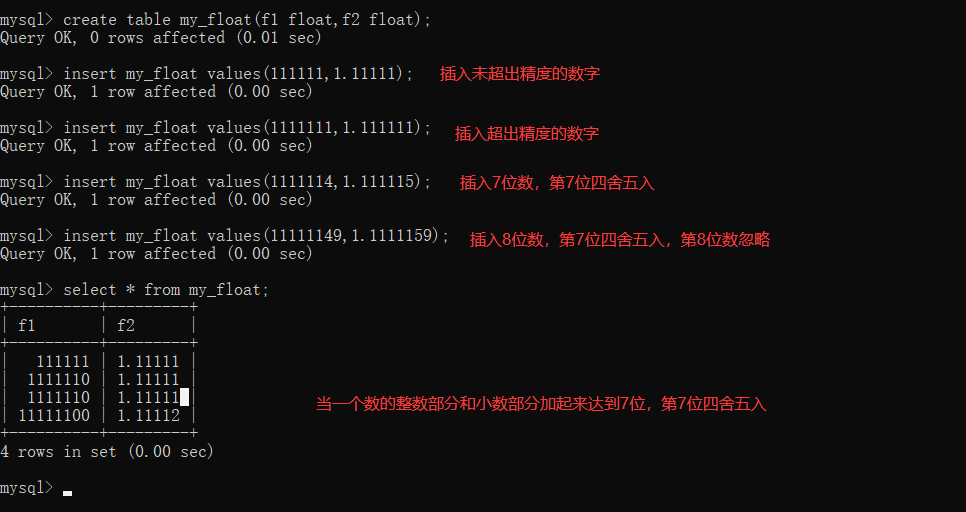 mysql> create table my_float(f1 float,f2 float);
Query OK, 0 rows affected (0.01 sec)
mysql> insert my_float values(111111,1.11111); 插入未超出精度的数字
Query OK, 1 row affected (0.00 sec)
mysql> insert my_float values(1111111,1.111111); 插入超出精度的数字
Query OK, 1 row affected (0.00 sec)
mysql> insert my_float values(1111114,1.111115); 插入7位数，第7位四舍五入
Query OK, 1 row affected (0.00 sec)
mysql> insert my_float values(11111149,1.1111159); 插入8位数，第7位四舍五入，第8位数忽略
Query OK, 1 row affected (0.00 sec)
mysql> select * from my_float;
+----------+---------+
| f1       | f2      |
+----------+---------+
|   111111 | 1.11111 |
|  1111110 | 1.11111 |
|  1111110 | 1.11111 |
| 11111100 | 1.11112 |
+----------+---------+
当一个数的整数部分和小数部分加起来达到7位，第7位四舍五入
4 rows in set (0.00 sec)
mysql>